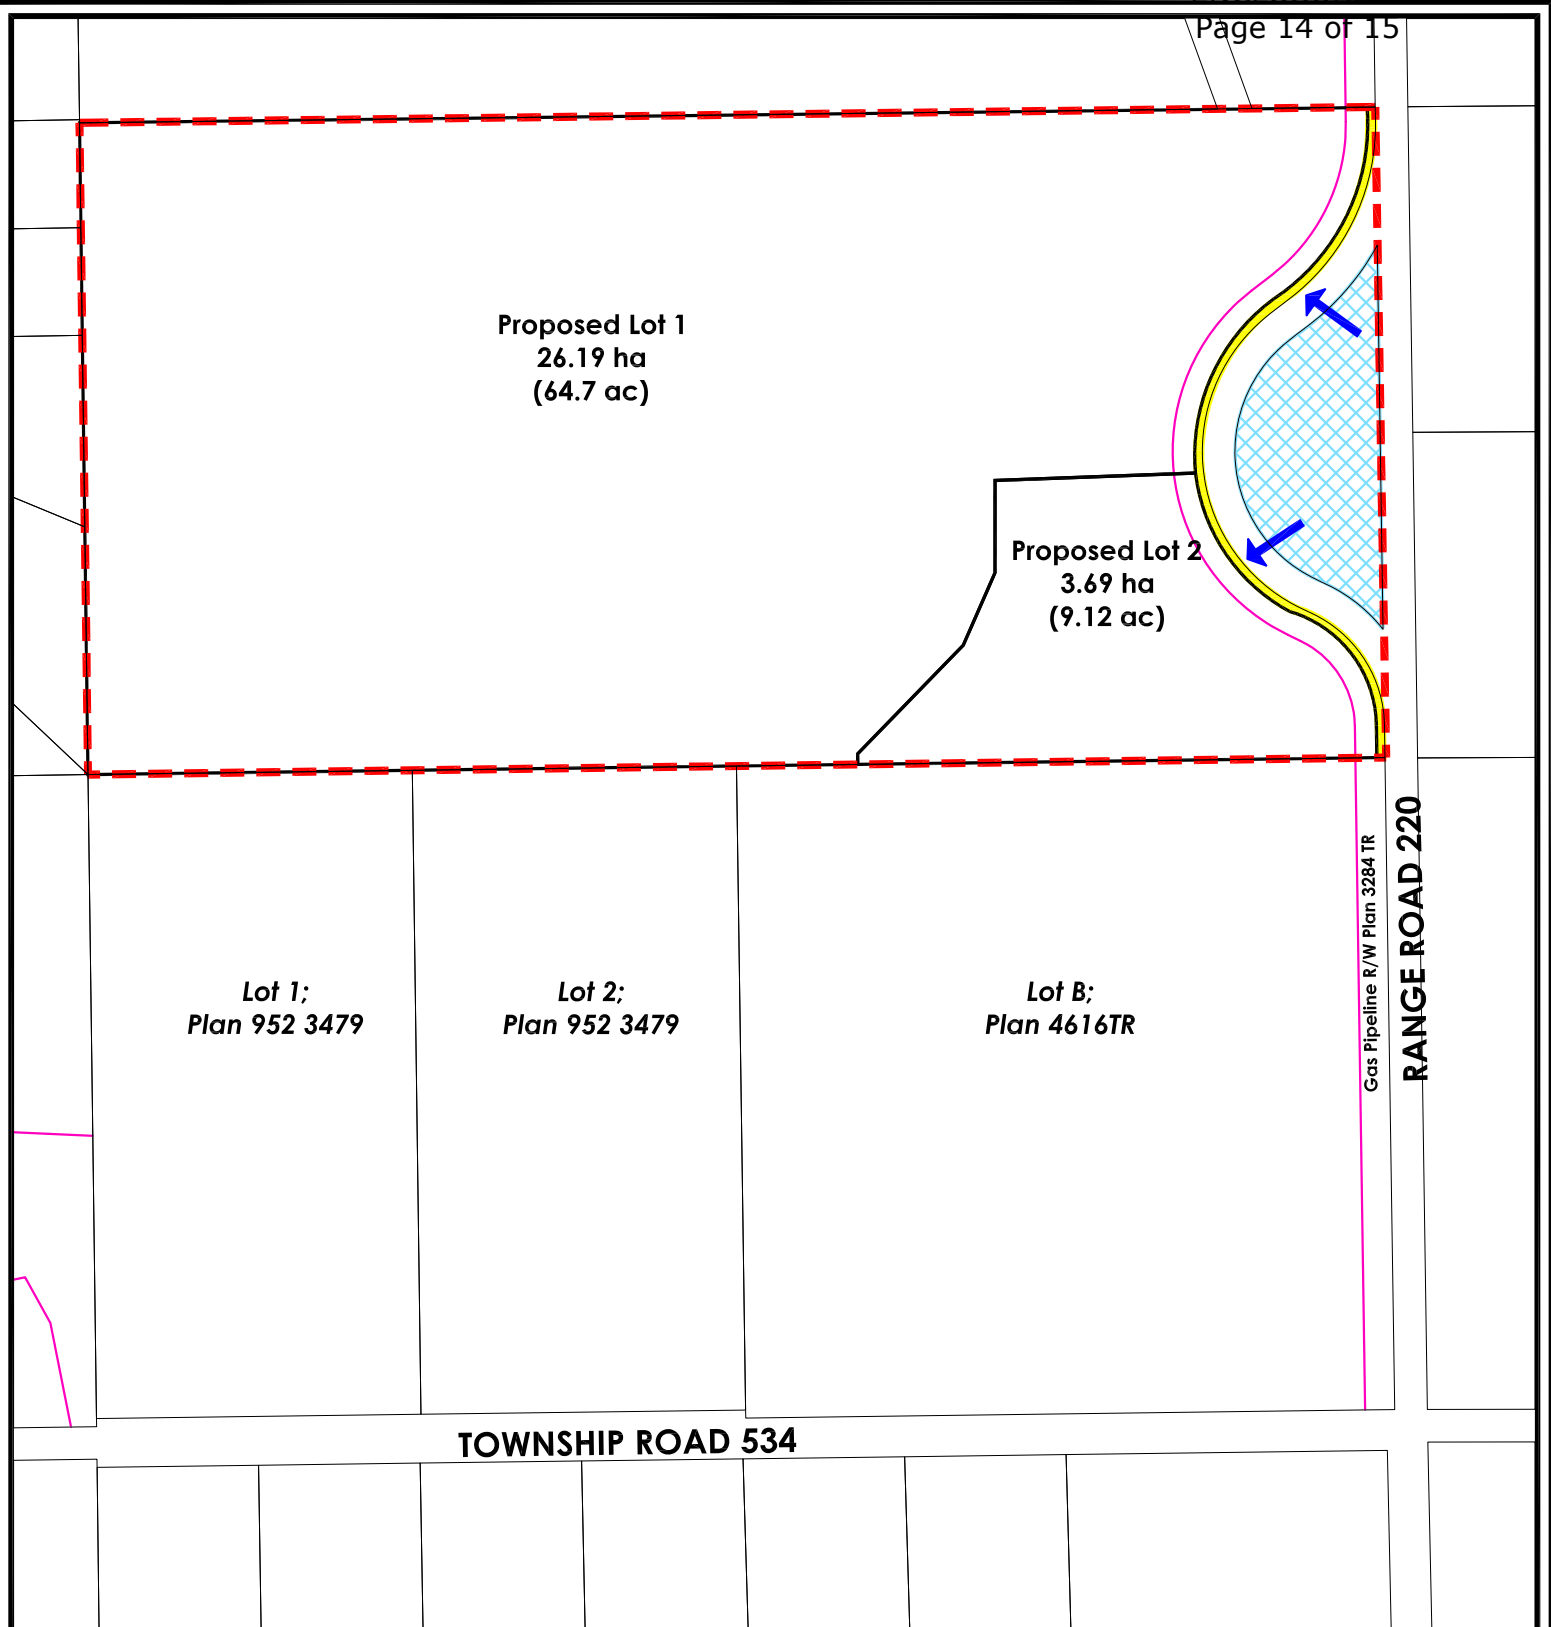 Page 14 of 15
Proposed Lot 1
26.19 ha
(64.7 ac)
Proposed Lot 2
3.69 ha
(9.12 ac)
Gas Pipeline R/W Plan 3284 TR
RANGE ROAD 220
Lot 1;
Plan 952 3479
Lot 2;
Plan 952 3479
Lot B;
Plan 4616TR
TOWNSHIP ROAD 534